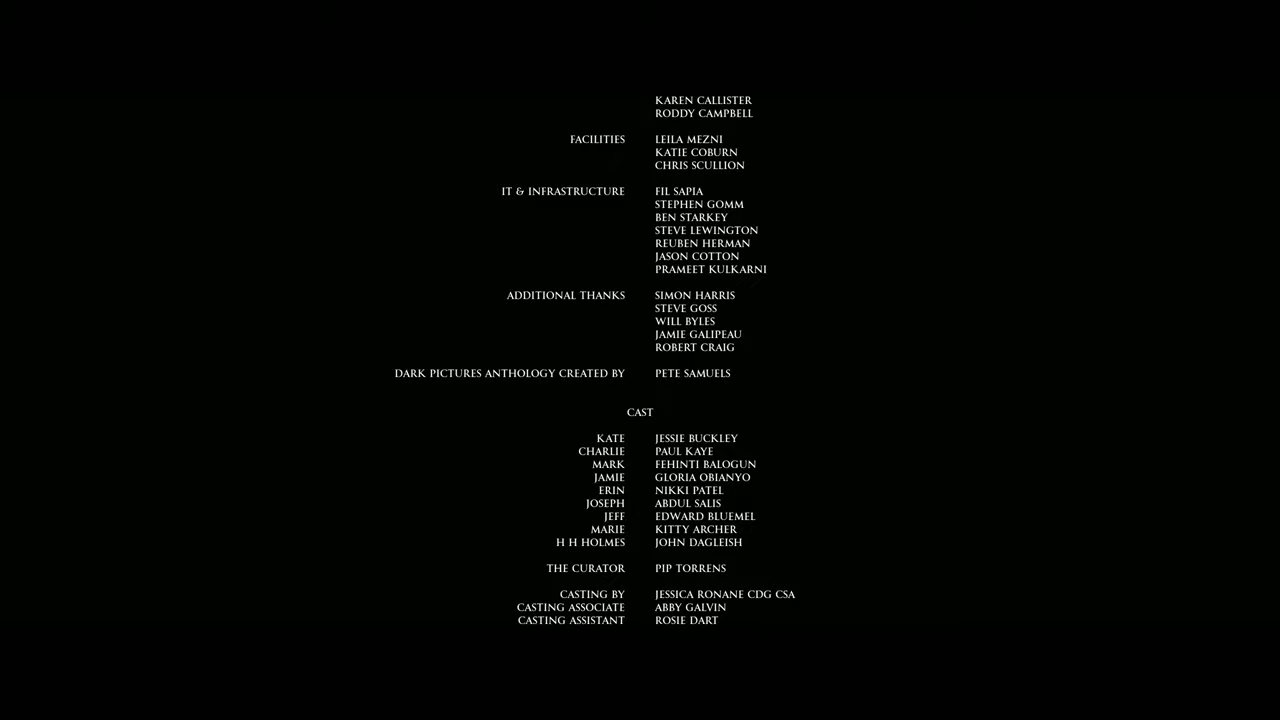 KAREN CALLISTER
RODDY CAMPBELL
FACILITIES LEILA MEZNI
KATIE COBURN
CHRIS SCULLION
IT & INFRASTRUCTURE FIL SAPIA
STEPHEN GOMM
BEN STARKEY
STEVE LEWINGTON
REUBEN HERMAN
JASON COTTON
PRAMEET KULKARNI
ADDITIONAL THANKS SIMON HARRIS
STEVE GOSS
WILL BYLES
JAMIE GALIPEAU
ROBERT CRAIG
DARK PICTURES ANTHOLOGY CREATED BY PETE SAMUELS
CAST
KATE JESSIE BUCKLEY
CHARLIE PAUL KAYE
MARK FEHINTI BALOGUN
JAMIE GLORIA OBIANYO
ERIN NIKKI PATEL
JOSEPH ABDUL SALIS
JEFF EDWARD BLUEMEL
MARIE KITTY ARCHER
H H HOLMES JOHN DAGLEISH
THE CURATOR PIP TORRENS
CASTING BY JESSICA RONANE CDG CSA
CASTING ASSOCIATE ABBY GALVIN
CASTING ASSISTANT ROSIE DART